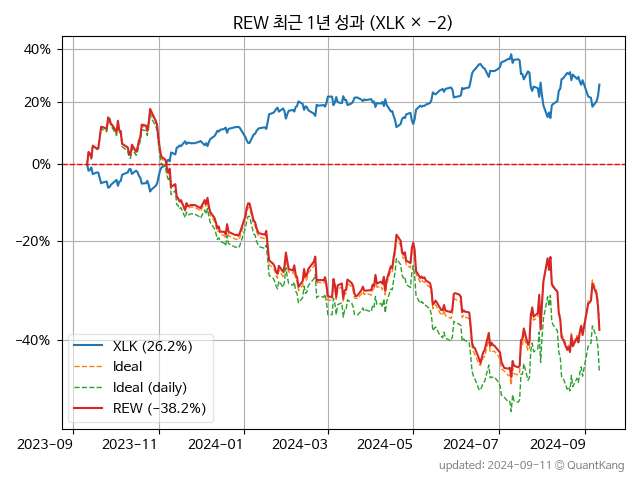 REW 최근 1년 성과 (XLK × −2)
40%
20%
0%
−20%
−40%
XLK (26.2%)
Ideal
Ideal (daily)
REW (−38.2%)
2023-09
2023-11
2024-01
2024-03
2024-05
2024-07
2024-09
updated: 2024-09-11 © QuantKang